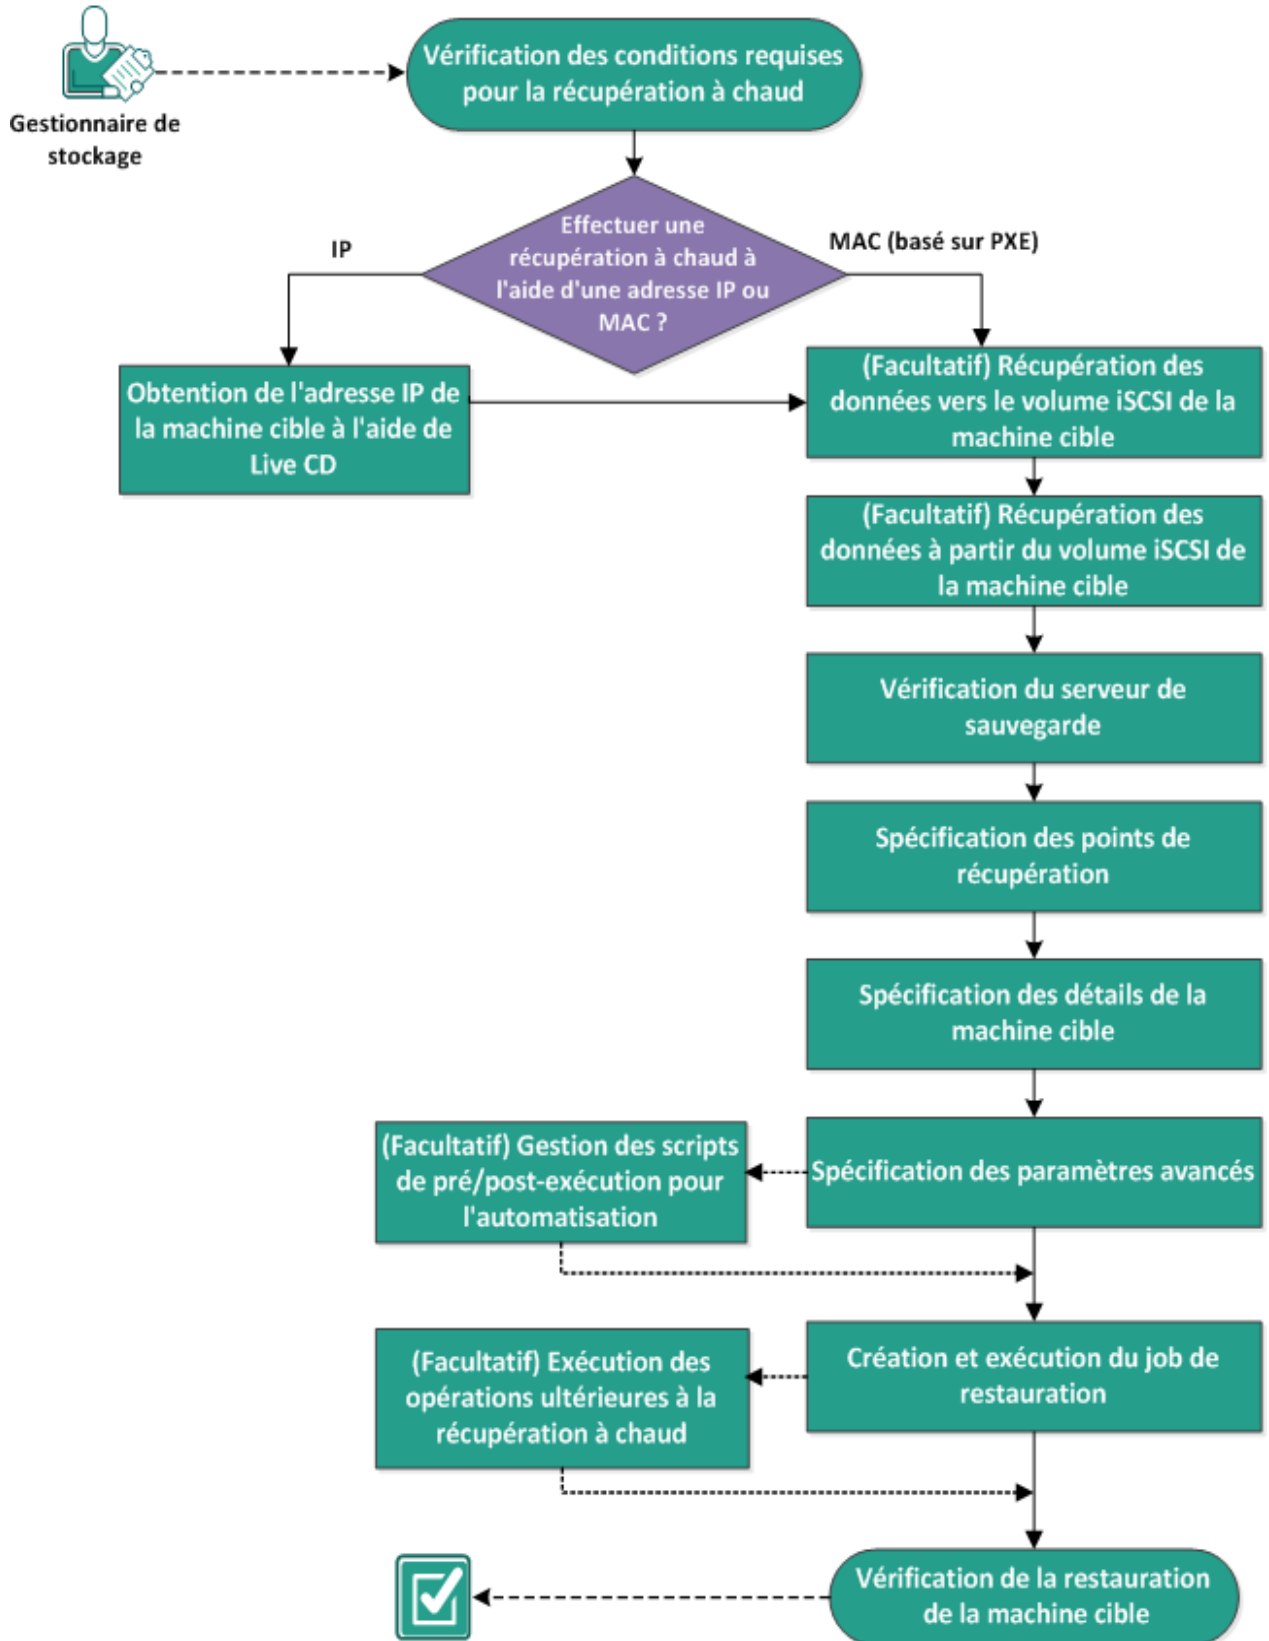 Gestionnaire de
stockage
Vérification des conditions requises
pour la récupération à chaud
Effectuer une
récupération à chaud à
l'aide d'une adresse IP ou
MAC ?
IP
MAC (basé sur PXE)
Obtention de l'adresse IP de
la machine cible à l'aide de
Live CD
(Facultatif) Récupération des
données vers le volume iSCSI de la
machine cible
(Facultatif) Récupération des
données à partir du volume iSCSI de
la machine cible
Vérification du serveur de
sauvegarde
Spécification des points de
récupération
Spécification des détails de la
machine cible
Spécification des paramètres avancés
(Facultatif) Gestion des scripts
de pré/post-exécution pour
l'automatisation
Création et exécution du job de
restauration
(Facultatif) Exécution des
opérations ultérieures à la
récupération à chaud
Vérification de la restauration
de la machine cible